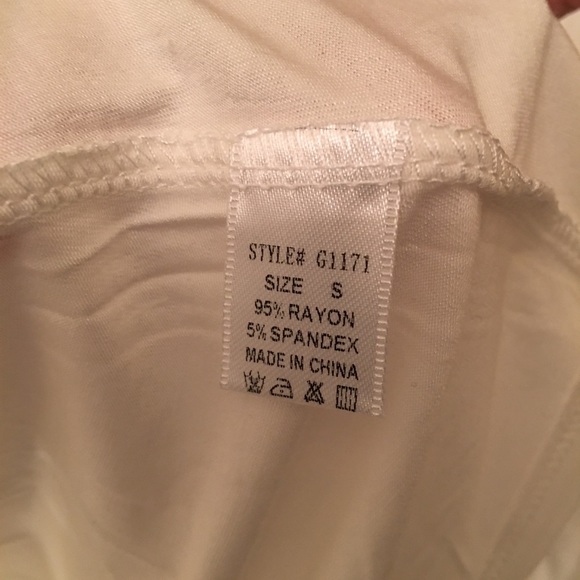 STYLE# G1171
SIZE S
95% RAYON
5% SPANDEX
MADE IN CHINA